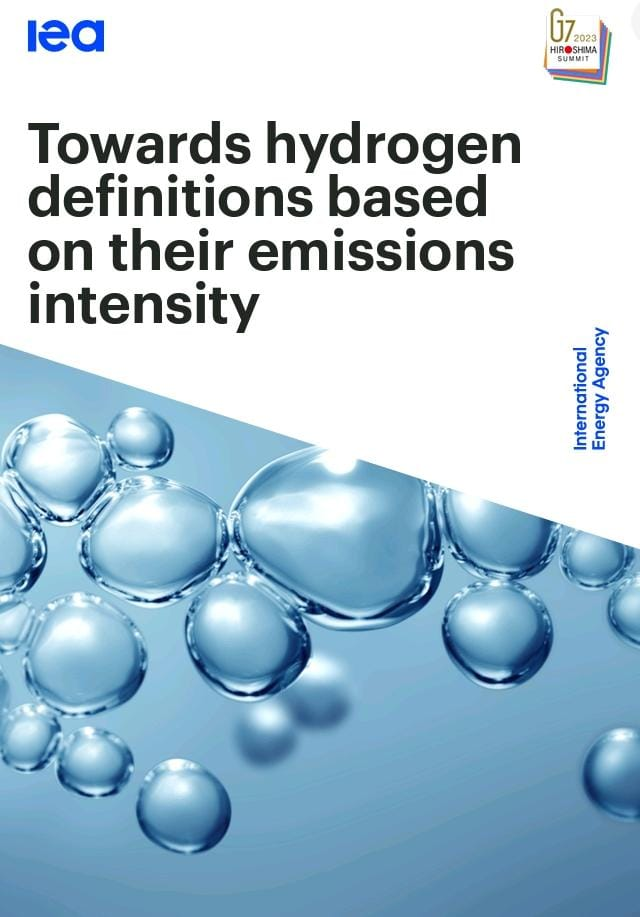 iea
G7 2023
HIROSHIMA
SUMMIT
Towards hydrogen
definitions based
on their emissions
intensity
International
Energy Agency